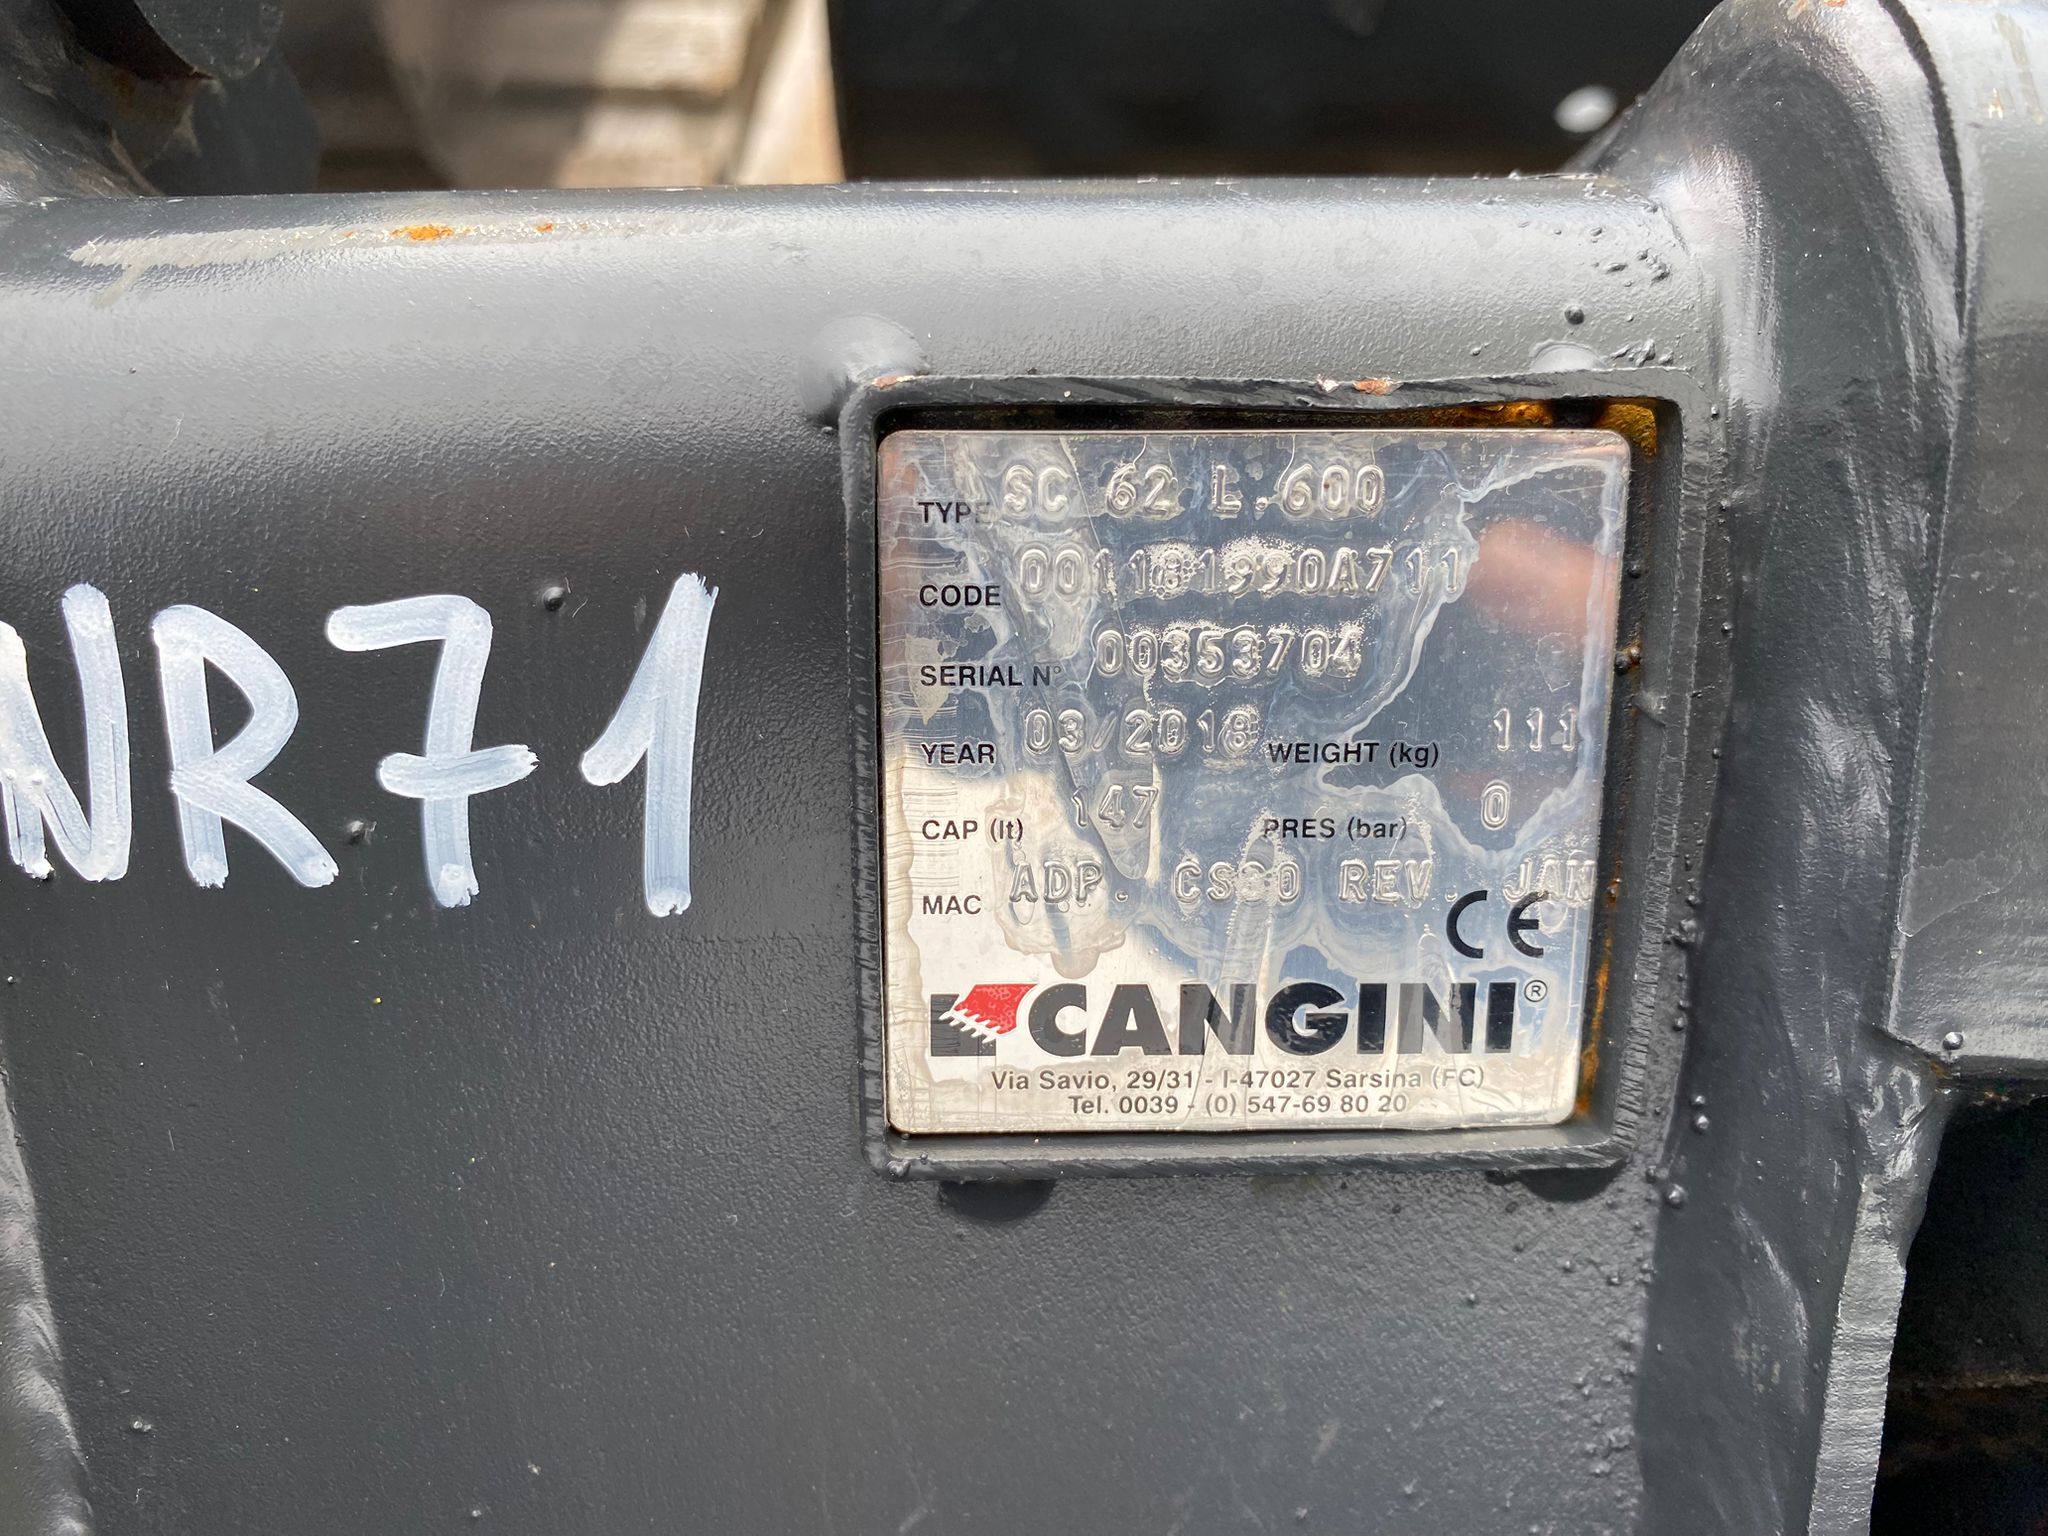 NR71
TYPE SC 62 L.600
CODE 001181990A711
SERIAL N° 00353704
YEAR 03/2018 WEIGHT (kg) 111
CAP (lt) 147 PRES (bar) 0
MAC ADP. REV. JAN
CE
CANGINI®
Via Savio, 29/31 - I-47027 Sarsina (FC)
Tel. 0039 - (0) 547-69 80 20